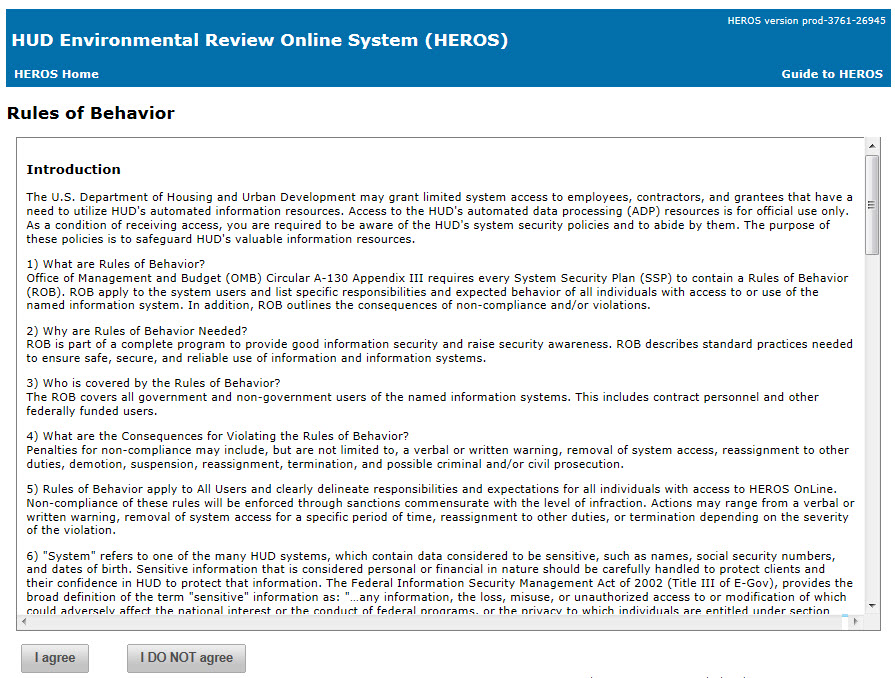 HEROS version prod-3761-26945
HUD Environmental Review Online System (HEROS)
HEROS Home
Guide to HEROS
Rules of Behavior
Introduction
The U.S. Department of Housing and Urban Development may grant limited system access to employees, contractors, and grantees that have a
need to utilize HUD's automated information resources. Access to the HUD's automated data processing (ADP) resources is for official use only.
As a condition of receiving access, you are required to be aware of the HUD's system security policies and to abide by them. The purpose of
these policies is to safeguard HUD's valuable information resources.
1) What are Rules of Behavior?
Office of Management and Budget (OMB) Circular A-130 Appendix III requires every System Security Plan (SSP) to contain a Rules of Behavior
(ROB). ROB apply to the system users and list specific responsibilities and expected behavior of all individuals with access to or use of the
named information system. In addition, ROB outlines the consequences of non-compliance and/or violations.
2) Why are Rules of Behavior Needed?
ROB is part of a complete program to provide good information security and raise security awareness. ROB describes standard practices needed
to ensure safe, secure, and reliable use of information and information systems.
3) Who is covered by the Rules of Behavior?
The ROB covers all government and non-government users of the named information systems. This includes contract personnel and other
federally funded users.
4) What are the Consequences for Violating the Rules of Behavior?
Penalties for non-compliance may include, but are not limited to, a verbal or written warning, removal of system access, reassignment to other
duties, demotion, suspension, reassignment, termination, and possible criminal and/or civil prosecution.
5) Rules of Behavior apply to All Users and clearly delineate responsibilities and expectations for all individuals with access to HEROS OnLine.
Non-compliance of these rules will be enforced through sanctions commensurate with the level of infraction. Actions may range from a verbal or
written warning, removal of system access for a specific period of time, reassignment to other duties, or termination depending on the severity
of the violation.
6) "System" refers to one of the many HUD systems, which contain data considered to be sensitive, such as names, social security numbers,
and dates of birth. Sensitive information that is considered personal or financial in nature should be carefully handled to protect clients and
their confidence in HUD to protect that information. The Federal Information Security Management Act of 2002 (Title III of E-Gov), provides the
broad definition of the term "sensitive" information as: "...any information, the loss, misuse, or unauthorized access to or modification of which
could adversely affect the national interest or the conduct of federal programs, or the privacy to which individuals are entitled under section
I agree
I DO NOT agree